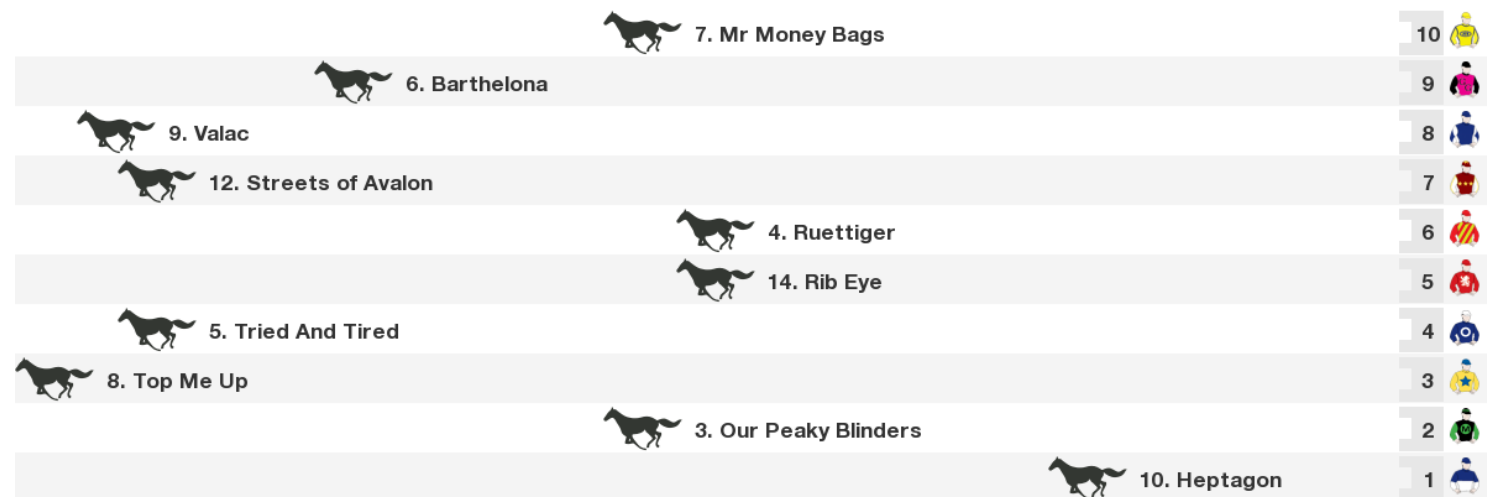 7. Mr Money Bags 10
6. Barthelona 9
9. Valac 8
12. Streets of Avalon 7
4. Ruettiger 6
14. Rib Eye 5
5. Tried And Tired 4
8. Top Me Up 3
3. Our Peaky Blinders 2
10. Heptagon 1